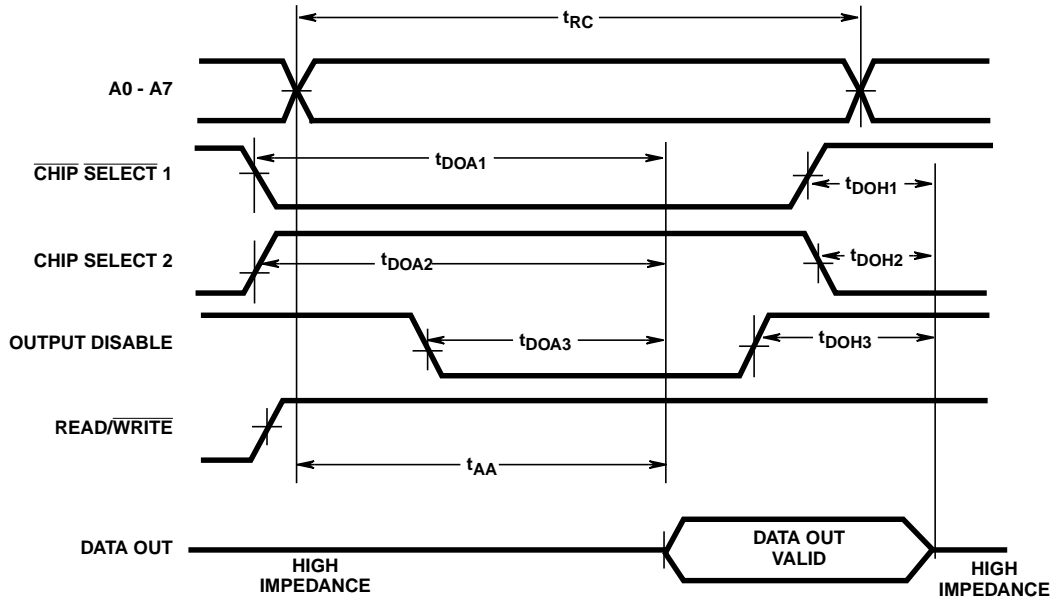 tRC
A0 - A7
CHIP SELECT 1
tDOA1
tDOH1
CHIP SELECT 2
tDOA2
tDOH2
OUTPUT DISABLE
tDOA3
tDOH3
READ/WRITE
tAA
DATA OUT
HIGH
IMPEDANCE
DATA OUT
VALID
HIGH
IMPEDANCE